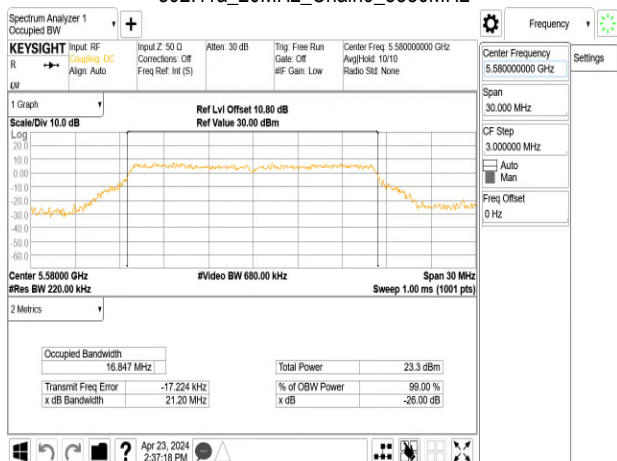 802.11a_20MHz_Chain0_5580MHz
Spectrum Analyzer 1
Occupied BW
Frequency
KEYSIGHT
R
Input: RF
Coupling: DC
Align: Auto
Input Z: 50 Ω
Corrections: Off
Freq Ref: Int (S)
Atten: 30 dB
Trig: Free Run
Gate: Off
#IF Gain: Low
Center Freq: 5.580000000 GHz
Avg|Hold: 10/10
Radio Std: None
Center Frequency
5.580000000 GHz
Settings
Span
30.000 MHz
CF Step
3.000000 MHz
Auto
Man
Freq Offset
0 Hz
1 Graph
Scale/Div 10.0 dB
Ref Lvl Offset 10.80 dB
Ref Value 30.00 dBm
Log
20.0
10.0
0.00
-10.0
-20.0
-30.0
-40.0
-50.0
-60.0
Center 5.58000 GHz
#Video BW 680.00 kHz
Span 30 MHz
#Res BW 220.00 kHz
Sweep 1.00 ms (1001 pts)
2 Metrics
Occupied Bandwidth
16.847 MHz
Total Power
23.3 dBm
Transmit Freq Error
-17.224 kHz
% of OBW Power
99.00 %
x dB Bandwidth
21.20 MHz
x dB
-26.00 dB
?
Apr 23, 2024
2:37:18 PM